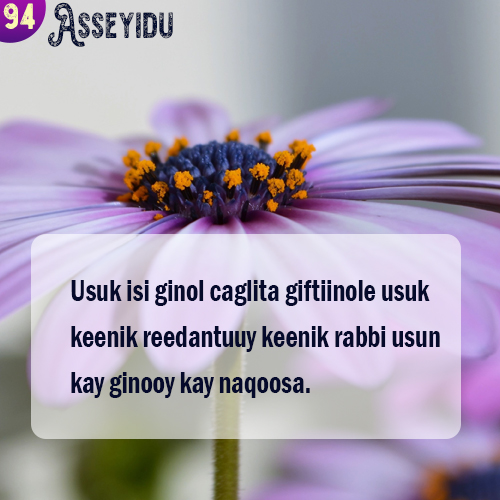 94 Asseyidu
Usuk isi ginol caglita giftiinole usuk
keenik reedantuuy keenik rabbi usun
kay ginooy kay naqoosa.